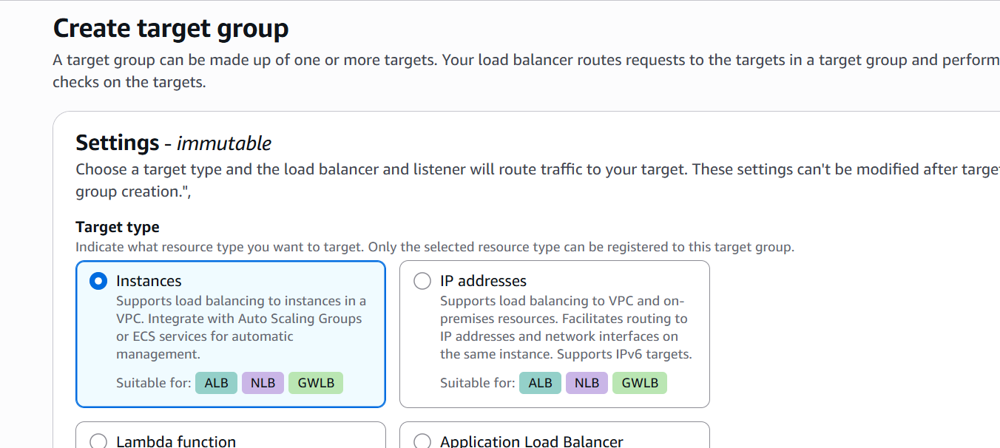 Create target group
A target group can be made up of one or more targets. Your load balancer routes requests to the targets in a target group and perform
checks on the targets.
Settings - immutable
Choose a target type and the load balancer and listener will route traffic to your target. These settings can't be modified after target
group creation.",
Target type
Indicate what resource type you want to target. Only the selected resource type can be registered to this target group.
Instances
Supports load balancing to instances in a
VPC. Integrate with Auto Scaling Groups
or ECS services for automatic
management.
Suitable for: ALB NLB GWLB
IP addresses
Supports load balancing to VPC and on-
premises resources. Facilitates routing to
IP addresses and network interfaces on
the same instance. Supports IPv6 targets.
Suitable for: ALB NLB GWLB
Lambda function
Application Load Balancer